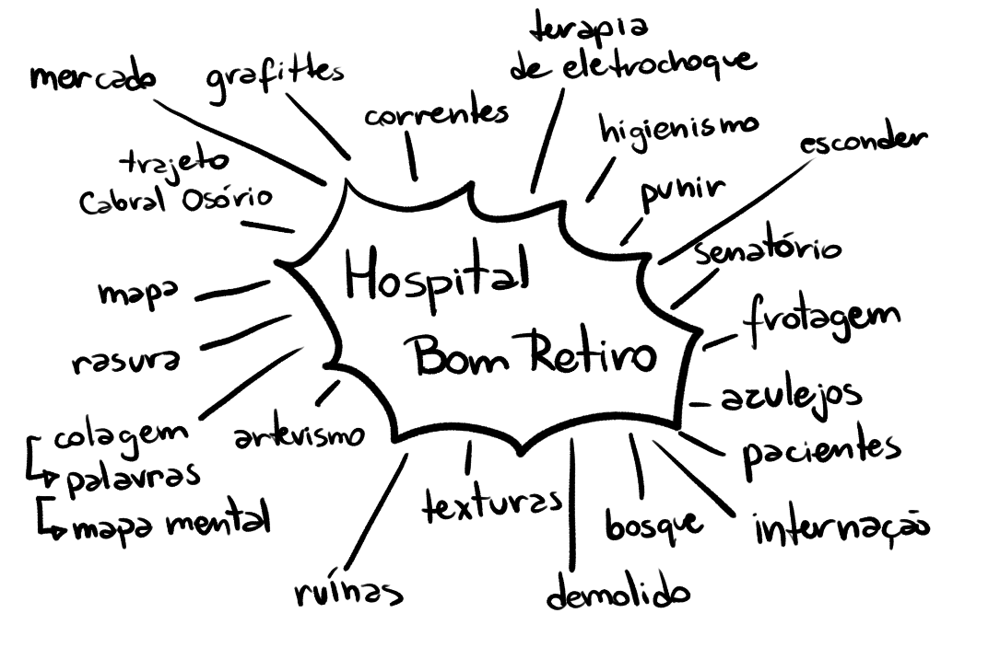 terapia
de eletrochoque
mercado
grafittes
correntes
higienismo
esconder
trajeto
Cabral Osório
punir
senatório
Hospital
Bom Retiro
mapa
frotagem
rasura
azulejos
colagem
palavras
mapa mental
artevismo
pacientes
texturas
bosque
internação
ruínas
demolido